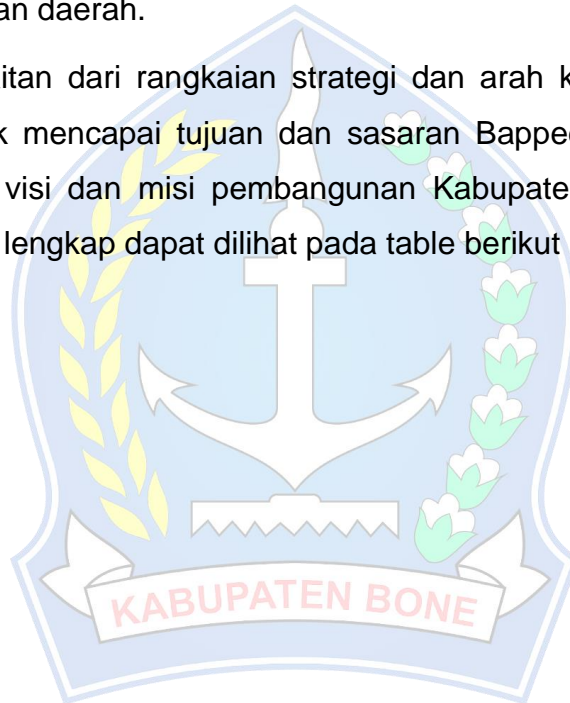 an daerah.
itan dari rangkaian strategi dan arah k
k mencapai tujuan dan sasaran Bapped
visi dan misi pembangunan Kabupate
lengkap dapat dilihat pada table berikut
KABUPATEN BONE